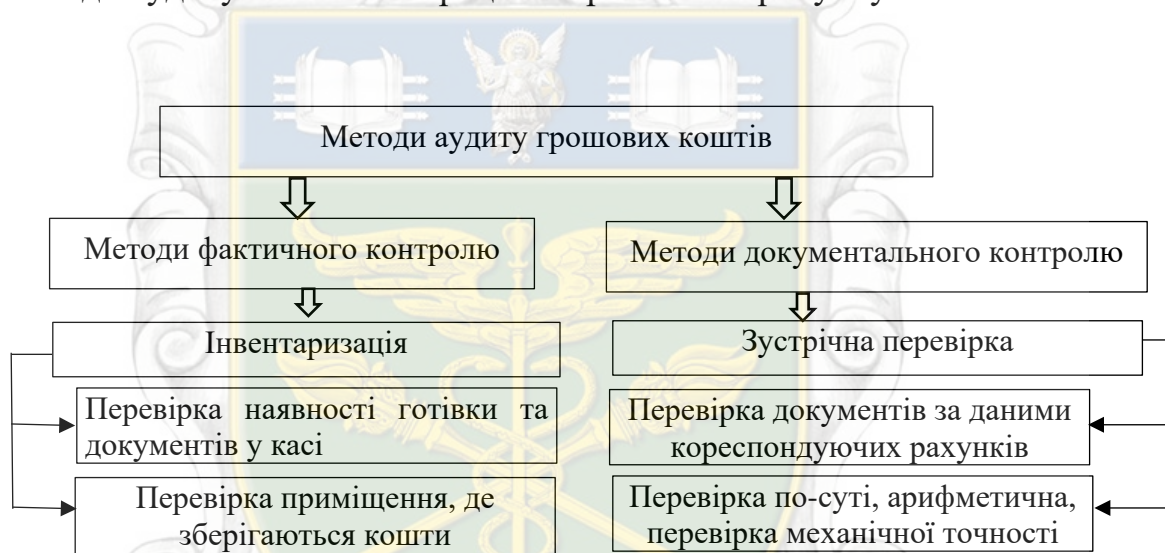 Методи аудиту грошових коштів
Методи фактичного контролю
Методи документального контролю
Інвентаризація
Зустрічна перевірка
Перевірка наявності готівки та
документів у касі
Перевірка документів за даними
кореспондуючих рахунків
Перевірка приміщення, де
зберігаються кошти
Перевірка по-суті, арифметична,
перевірка механічної точності